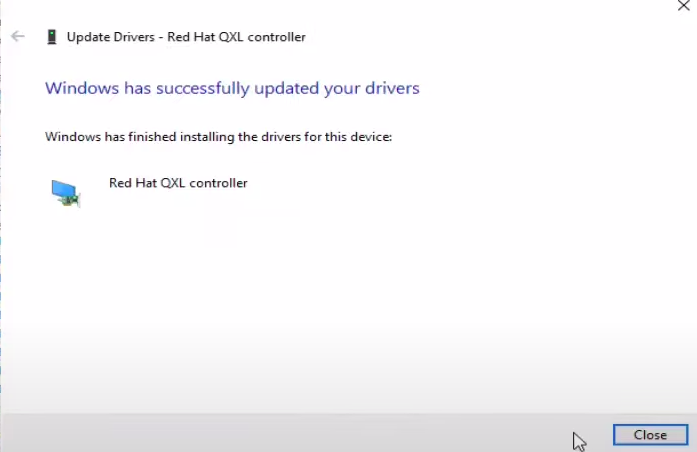 Update Drivers - Red Hat QXL controller
Windows has successfully updated your drivers
Windows has finished installing the drivers for this device:
Red Hat QXL controller
Close